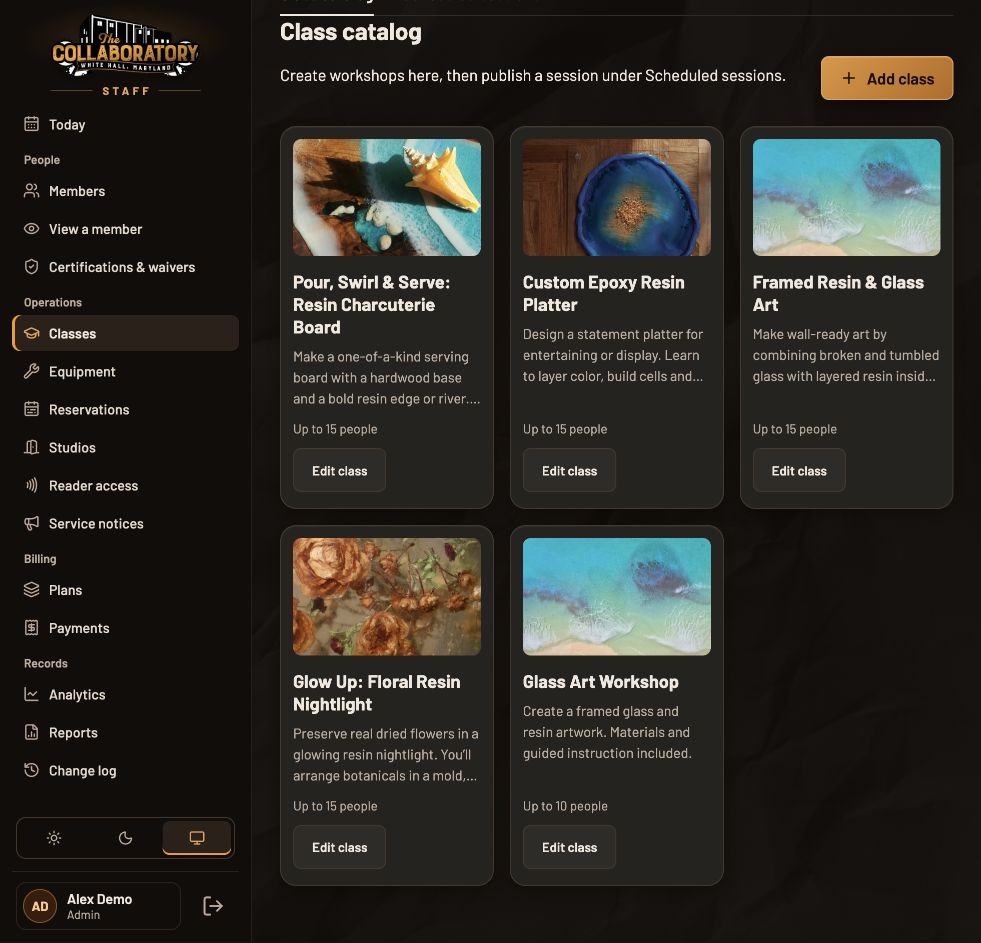 The
COLLABORATORY
WHITE HALL, MARYLAND
STAFF
Today
People
Members
View a member
Certifications & waivers
Operations
Classes
Equipment
Reservations
Studios
Reader access
Service notices
Billing
Plans
Payments
Records
Analytics
Reports
Change log
AD
Alex Demo
Admin
Class catalog
Create workshops here, then publish a session under Scheduled sessions.
+ Add class
Pour, Swirl & Serve:
Resin Charcuterie
Board
Make a one-of-a-kind serving
board with a hardwood base
and a bold resin edge or river....
Up to 15 people
Edit class
Custom Epoxy Resin
Platter
Design a statement platter for
entertaining or display. Learn
to layer color, build cells and...
Up to 15 people
Edit class
Framed Resin & Glass
Art
Make wall-ready art by
combining broken and tumbled
glass with layered resin insid...
Up to 15 people
Edit class
Glow Up: Floral Resin
Nightlight
Preserve real dried flowers in a
glowing resin nightlight. You'll
arrange botanicals in a mold,...
Up to 15 people
Edit class
Glass Art Workshop
Create a framed glass and
resin artwork. Materials and
guided instruction included.
Up to 10 people
Edit class